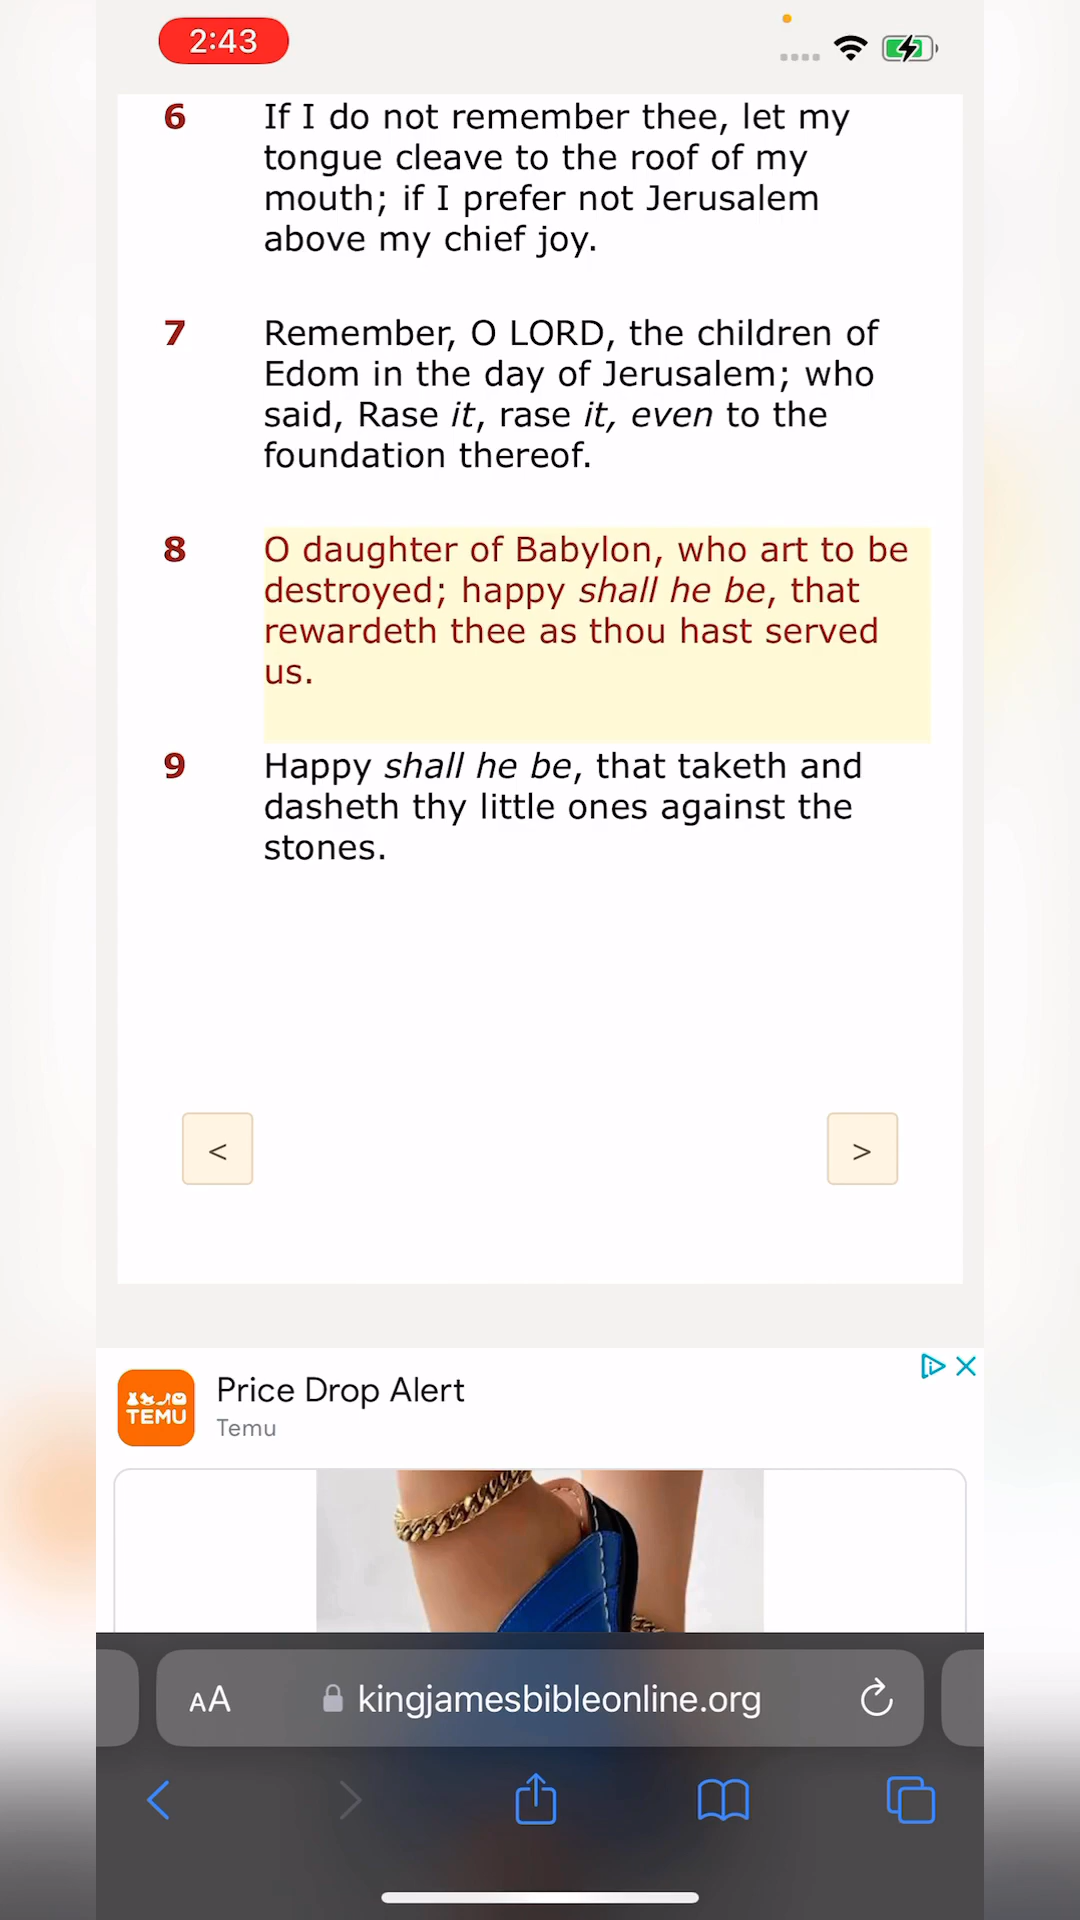 2:43
6 If I do not remember thee, let my
tongue cleave to the roof of my
mouth; if I prefer not Jerusalem
above my chief joy.
7 Remember, O LORD, the children of
Edom in the day of Jerusalem; who
said, Rase it, rase it, even to the
foundation thereof.
8 O daughter of Babylon, who art to be
destroyed; happy shall he be, that
rewardeth thee as thou hast served
us.
9 Happy shall he be, that taketh and
dasheth thy little ones against the
stones.
< >
Price Drop Alert
TEMU
Temu
AA kingjamesbibleonline.org